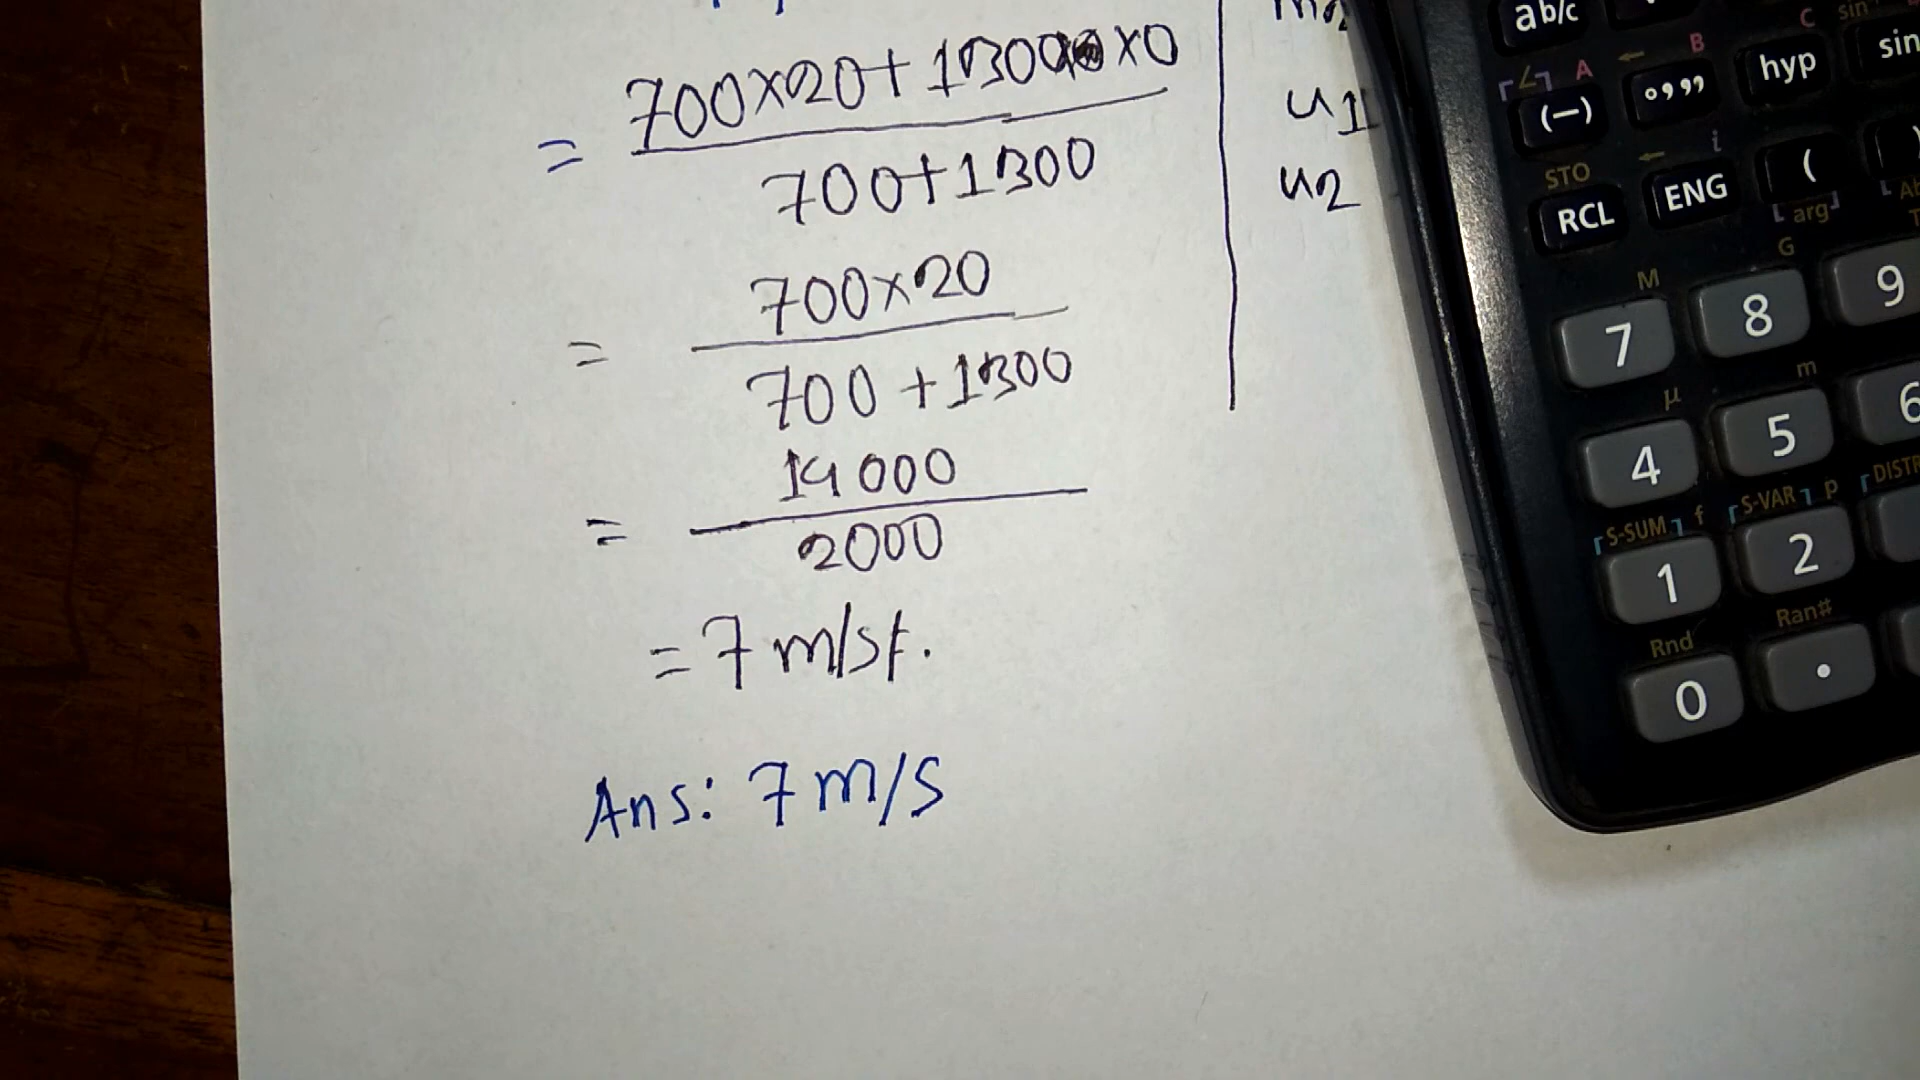 = 700×20+1300×0 / 700+1300
= 700×20 / 700+1300
= 14000 / 2000
= 7 m/s.
Ans: 7 m/s
u1
u2
ab/c
C sin
A B
(−) °,,, hyp sin
STO i
RCL ENG (
arg
M G
7 8 9
μ m
4 5 6
S-SUM f S-VAR p DISTR
1 2
Rnd Ran#
0 .